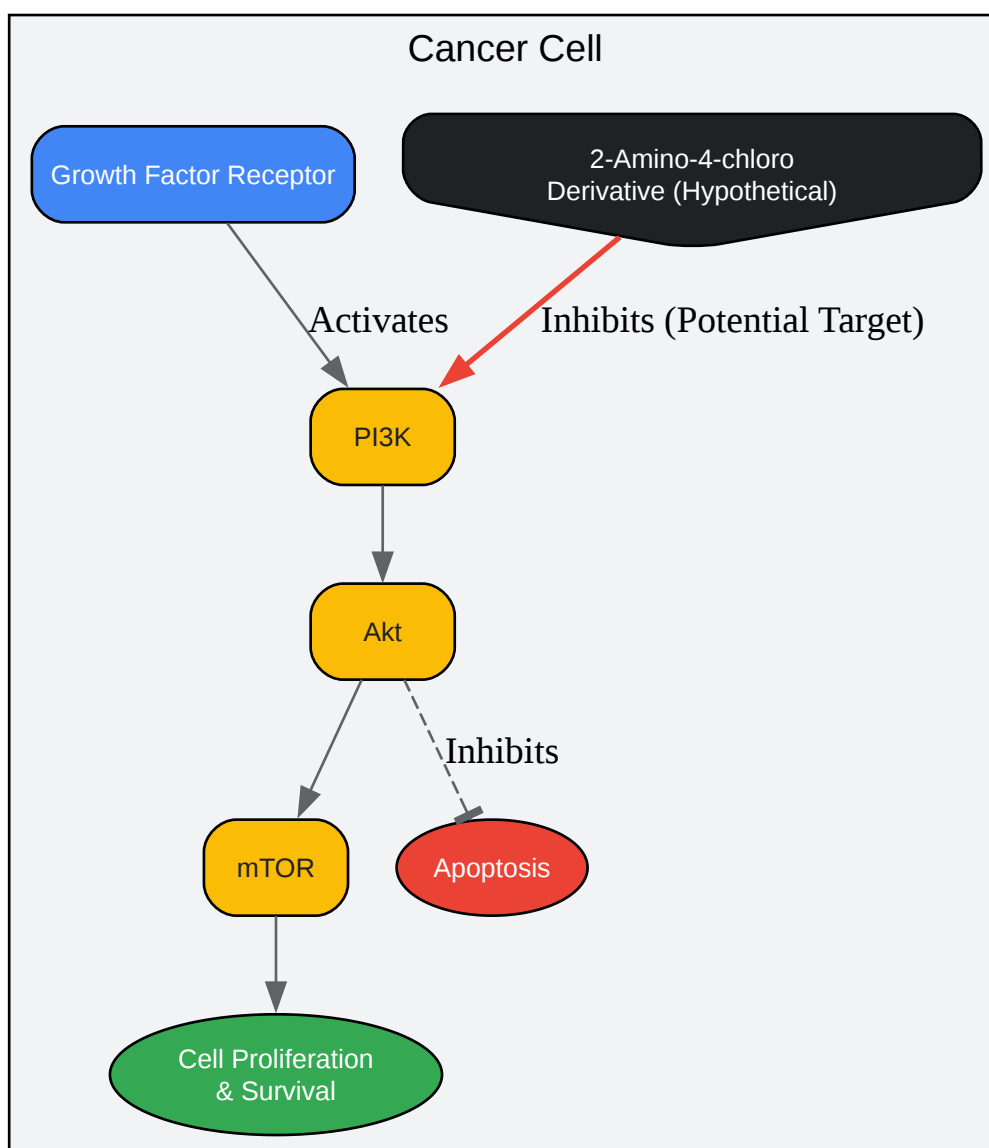 Cancer Cell
Growth Factor Receptor
2-Amino-4-chloro
Derivative (Hypothetical)
Activates
Inhibits (Potential Target)
PI3K
Akt
Inhibits
mTOR
Apoptosis
Cell Proliferation
& Survival